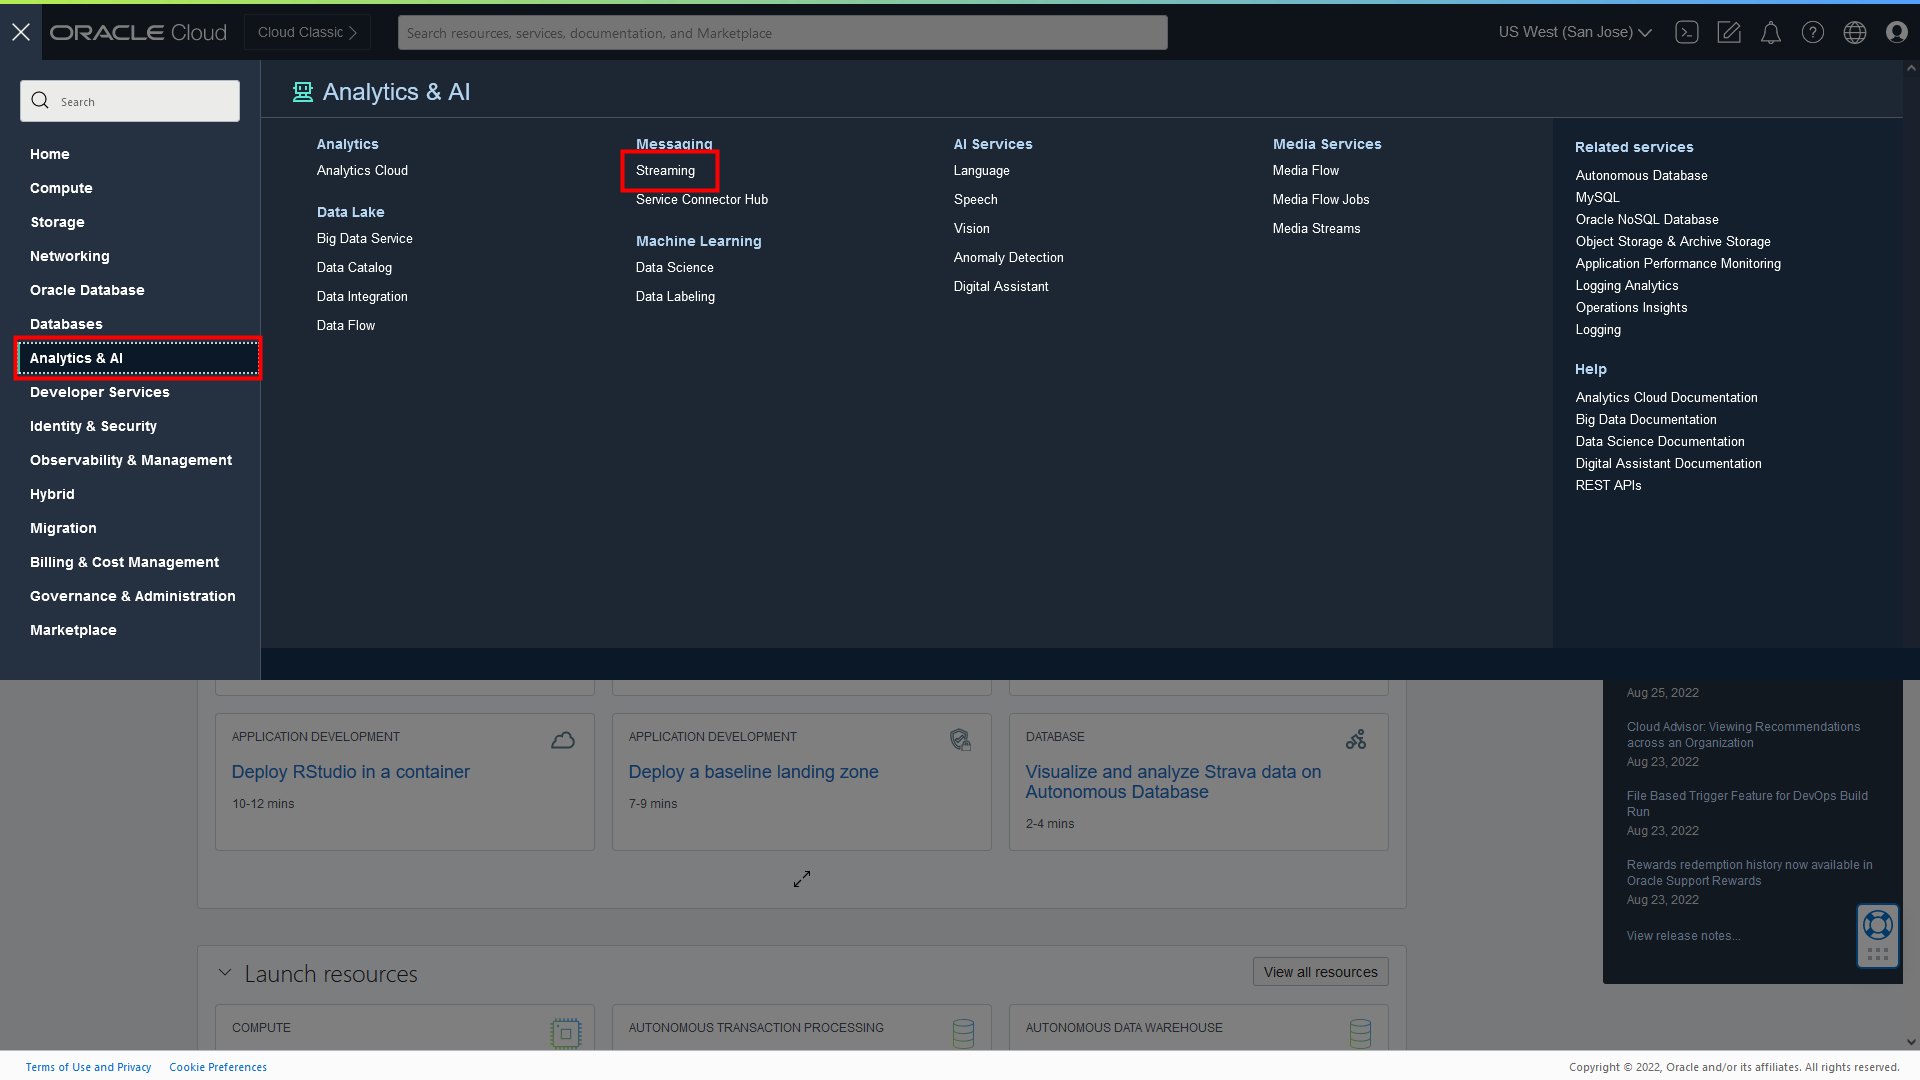 ORACLE Cloud
Cloud Classic
Search resources, services, documentation, and Marketplace
US West (San Jose)
Search
Home
Compute
Storage
Networking
Oracle Database
Databases
Analytics & AI
Developer Services
Identity & Security
Observability & Management
Hybrid
Migration
Billing & Cost Management
Governance & Administration
Marketplace
Analytics & AI
Analytics
Analytics Cloud
Data Lake
Big Data Service
Data Catalog
Data Integration
Data Flow
Messaging
Streaming
Service Connector Hub
Machine Learning
Data Science
Data Labeling
AI Services
Language
Speech
Vision
Anomaly Detection
Digital Assistant
Media Services
Media Flow
Media Flow Jobs
Media Streams
Related services
Autonomous Database
MySQL
Oracle NoSQL Database
Object Storage & Archive Storage
Application Performance Monitoring
Logging Analytics
Operations Insights
Logging
Help
Analytics Cloud Documentation
Big Data Documentation
Data Science Documentation
Digital Assistant Documentation
REST APIs
APPLICATION DEVELOPMENT
Deploy RStudio in a container
10-12 mins
APPLICATION DEVELOPMENT
Deploy a baseline landing zone
7-9 mins
DATABASE
Visualize and analyze Strava data on
Autonomous Database
2-4 mins
Aug 25, 2022
Cloud Advisor: Viewing Recommendations
across an Organization
Aug 23, 2022
File Based Trigger Feature for DevOps Build
Run
Aug 23, 2022
Rewards redemption history now available in
Oracle Support Rewards
Aug 23, 2022
View release notes...
Launch resources
View all resources
COMPUTE
AUTONOMOUS TRANSACTION PROCESSING
AUTONOMOUS DATA WAREHOUSE
Terms of Use and Privacy
Cookie Preferences
Copyright © 2022, Oracle and/or its affiliates. All rights reserved.